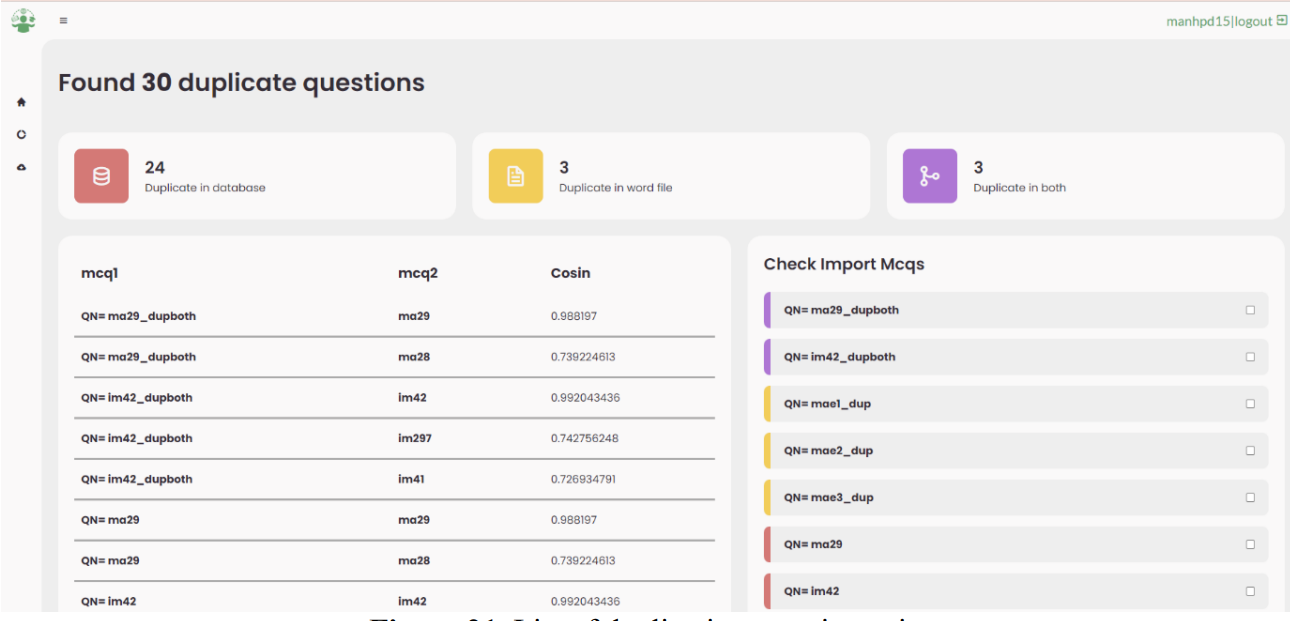 manhpd15|logout
Found 30 duplicate questions
24
Duplicate in database
3
Duplicate in word file
3
Duplicate in both
mcq1 mcq2 Cosin
QN= ma29_dupboth ma29 0.988197
QN= ma29_dupboth ma28 0.739224613
QN= im42_dupboth im42 0.992043436
QN= im42_dupboth im297 0.742756248
QN= im42_dupboth im41 0.726934791
QN= ma29 ma29 0.988197
QN= ma29 ma28 0.739224613
QN= im42 im42 0.992043436
Check Import Mcqs
QN= ma29_dupboth
QN= im42_dupboth
QN= mae1_dup
QN= mae2_dup
QN= mae3_dup
QN= ma29
QN= im42